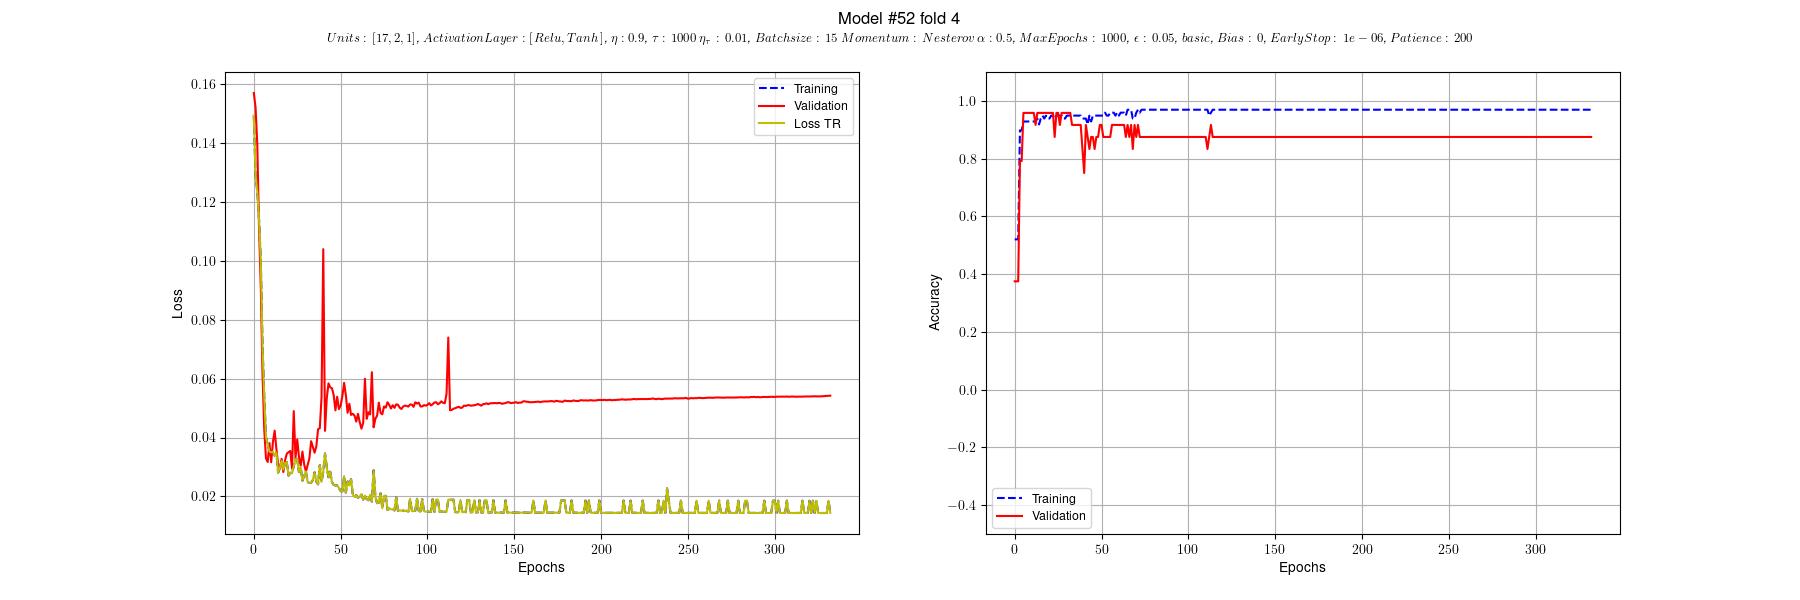 Model #52 fold 4
Units : [17, 2, 1], ActivationLayer : [Relu, Tanh], η : 0.9, τ : 1000 ητ : 0.01, Batchsize : 15 Momentum : Nesterov α : 0.5, MaxEpochs : 1000, ϵ : 0.05, basic, Bias : 0, EarlyStop : 1e − 06, Patience : 200
0.16
0.14
0.12
0.10
0.08
0.06
0.04
0.02
Loss
Training
Validation
Loss TR
0 50 100 150 200 250 300
Epochs
1.0
0.8
0.6
0.4
0.2
0.0
−0.2
−0.4
Accuracy
Training
Validation
0 50 100 150 200 250 300
Epochs